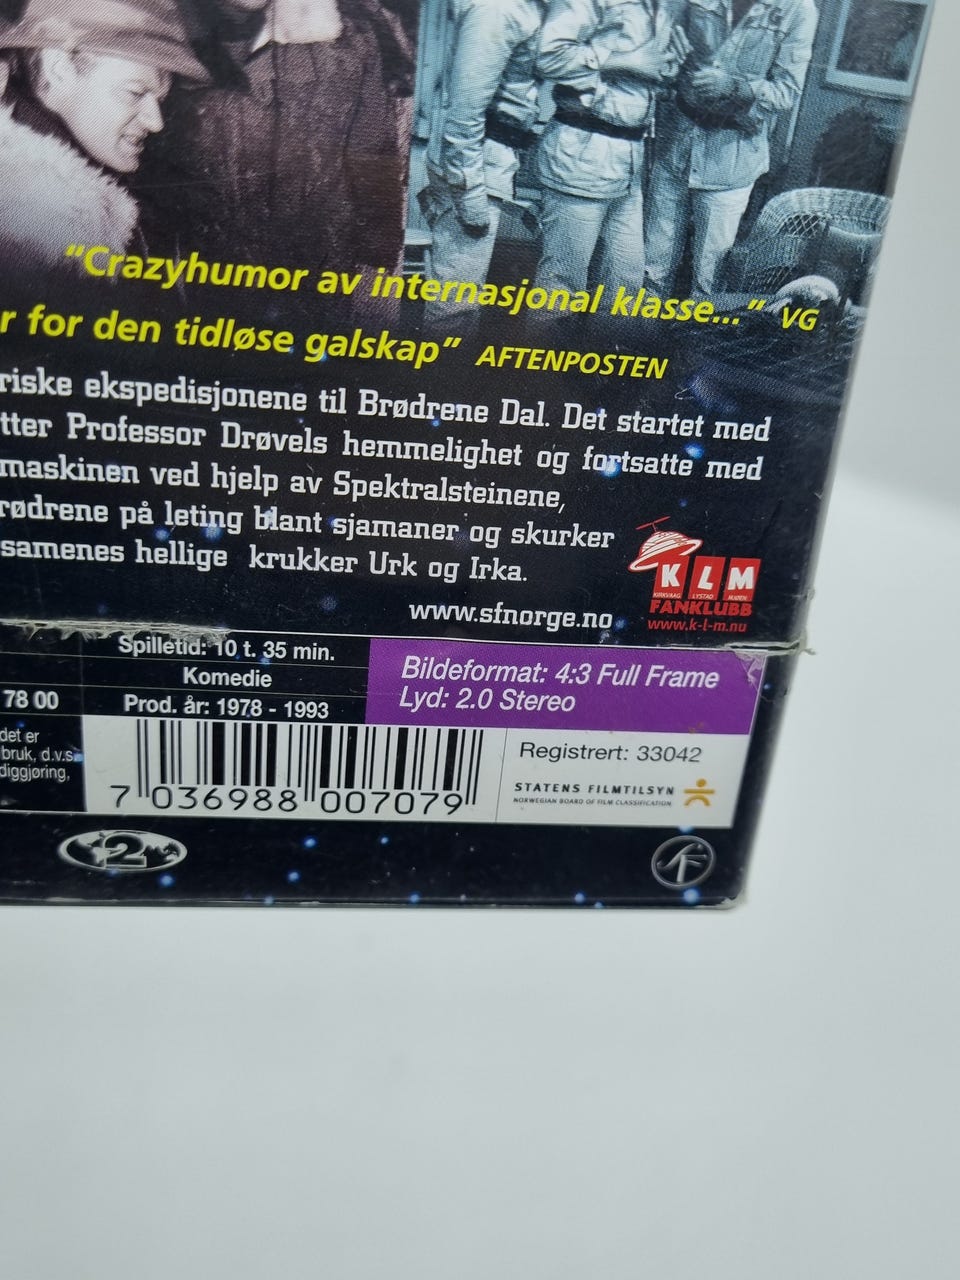 "Crazyhumor av internasjonal klasse..." VG
r for den tidløse galskap" AFTENPOSTEN
riske ekspedisjonene til Brødrene Dal. Det startet med
tter Professor Drøvels hemmelighet og fortsatte med
maskinen ved hjelp av Spektralsteinene,
rødrene på leting blant sjamaner og skurker
samenes hellige krukker Urk og Irka.
KLM
KIRKVAAG LYSTAD MJØEN
FANKLUBB
www.k-l-m.nu
www.sfnorge.no
Spilletid: 10 t. 35 min.
Komedie
Prod. år: 1978 - 1993
Bildeformat: 4:3 Full Frame
Lyd: 2.0 Stereo
78 00
det er
bruk, d.v.s.
diggjøring,
7 036988 007079
Registrert: 33042
STATENS FILMTILSYN
NORWEGIAN BOARD OF FILM CLASSIFICATION
2
SF